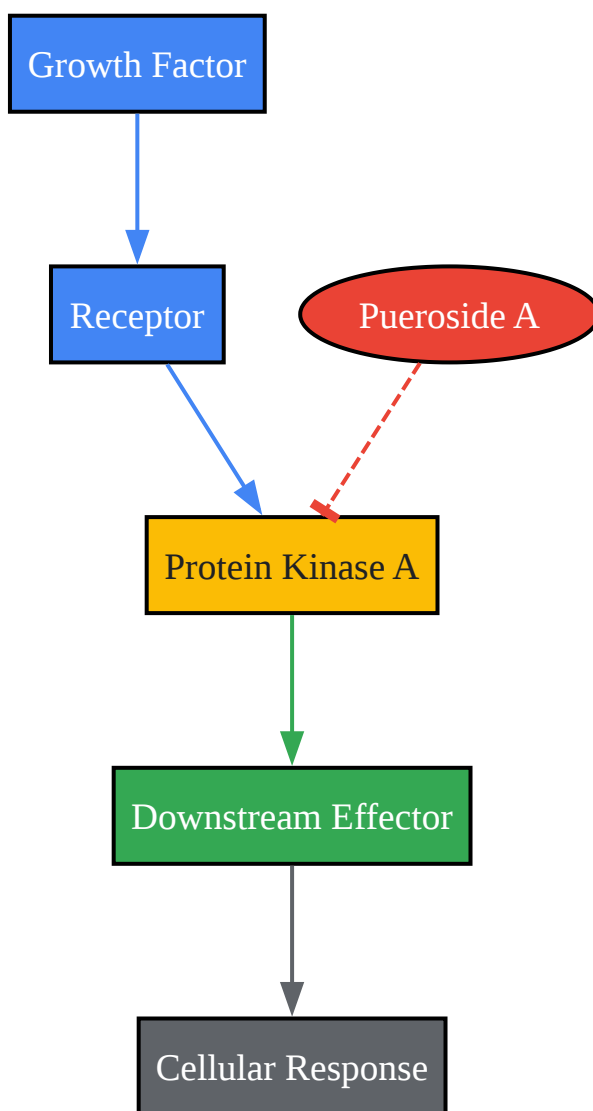 Growth Factor
Receptor
Pueroside A
Protein Kinase A
Downstream Effector
Cellular Response